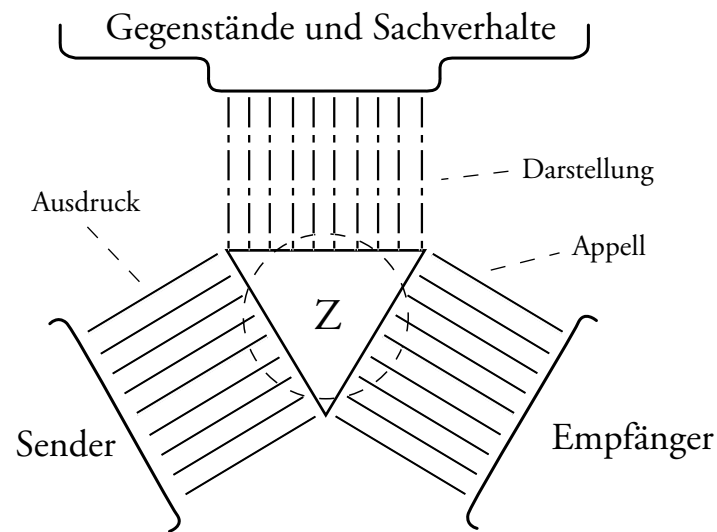 Gegenstände und Sachverhalte
Darstellung
Ausdruck
Appell
Z
Sender
Empfänger